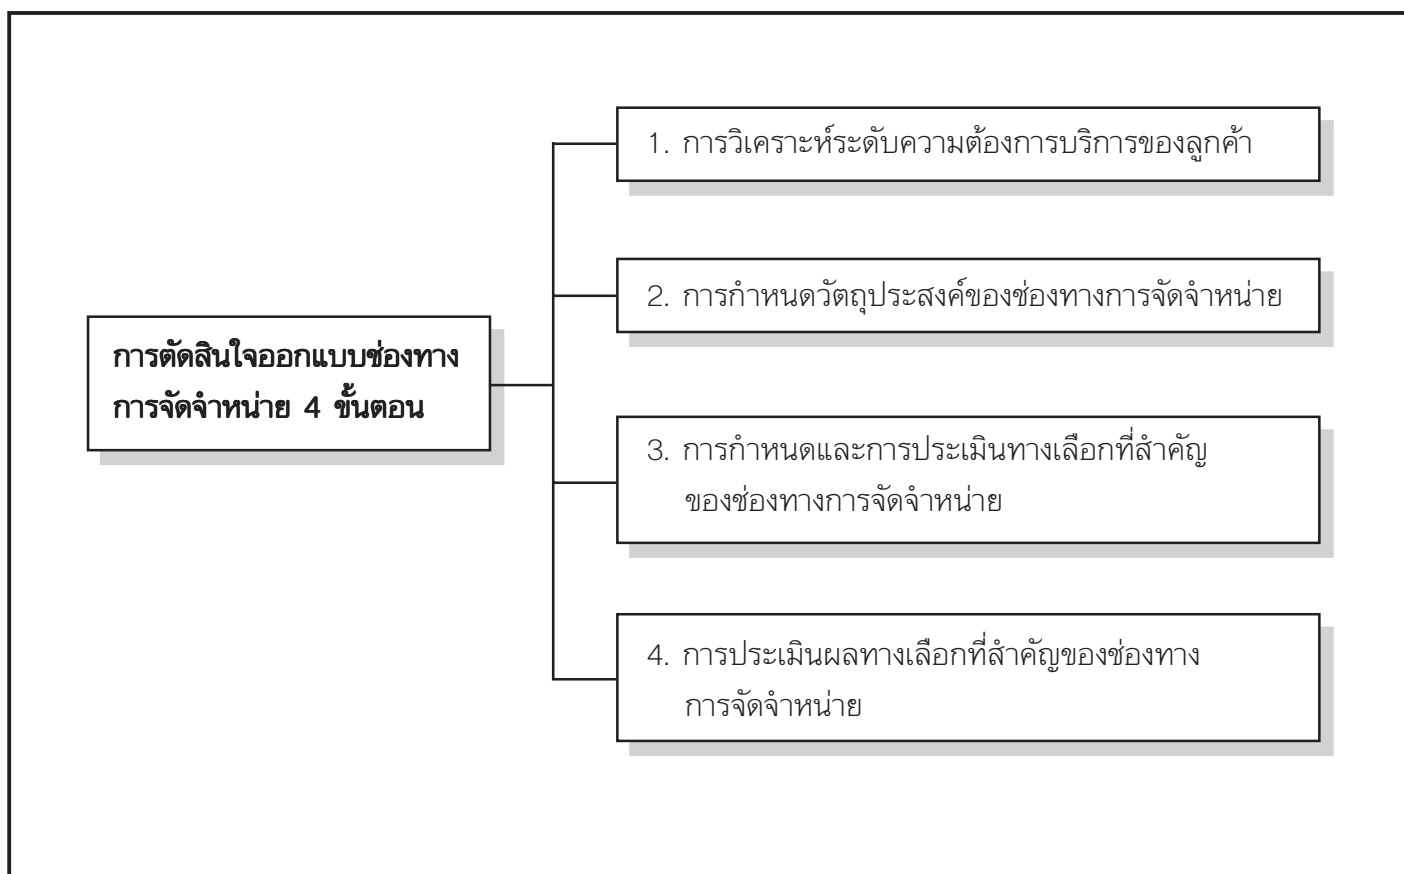 การตัดสินใจออกแบบช่องทาง
การจัดจำหน่าย 4 ขั้นตอน
1. การวิเคราะห์ระดับความต้องการบริการของลูกค้า
2. การกำหนดวัตถุประสงค์ของช่องทางการจัดจำหน่าย
3. การกำหนดและการประเมินทางเลือกที่สำคัญ
ของช่องทางการจัดจำหน่าย
4. การประเมินผลทางเลือกที่สำคัญของช่องทาง
การจัดจำหน่าย